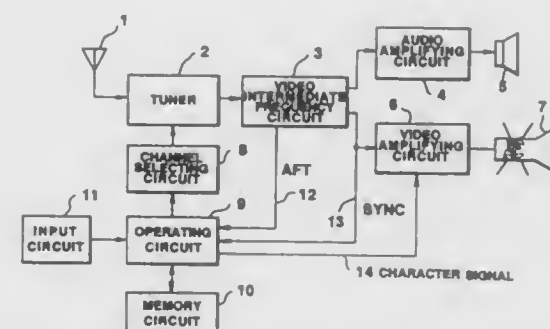 1
2
3
AUDIO
AMPLIFYING
CIRCUIT
4
5
TUNER
VIDEO
INTERMEDIATE
FREQUENCY
CIRCUIT
6
7
VIDEO
AMPLIFYING
CIRCUIT
CHANNEL
SELECTING
CIRCUIT
8
AFT
12
13
SYNC
11
9
INPUT
CIRCUIT
OPERATING
CIRCUIT
14 CHARACTER SIGNAL
10
MEMORY
CIRCUIT